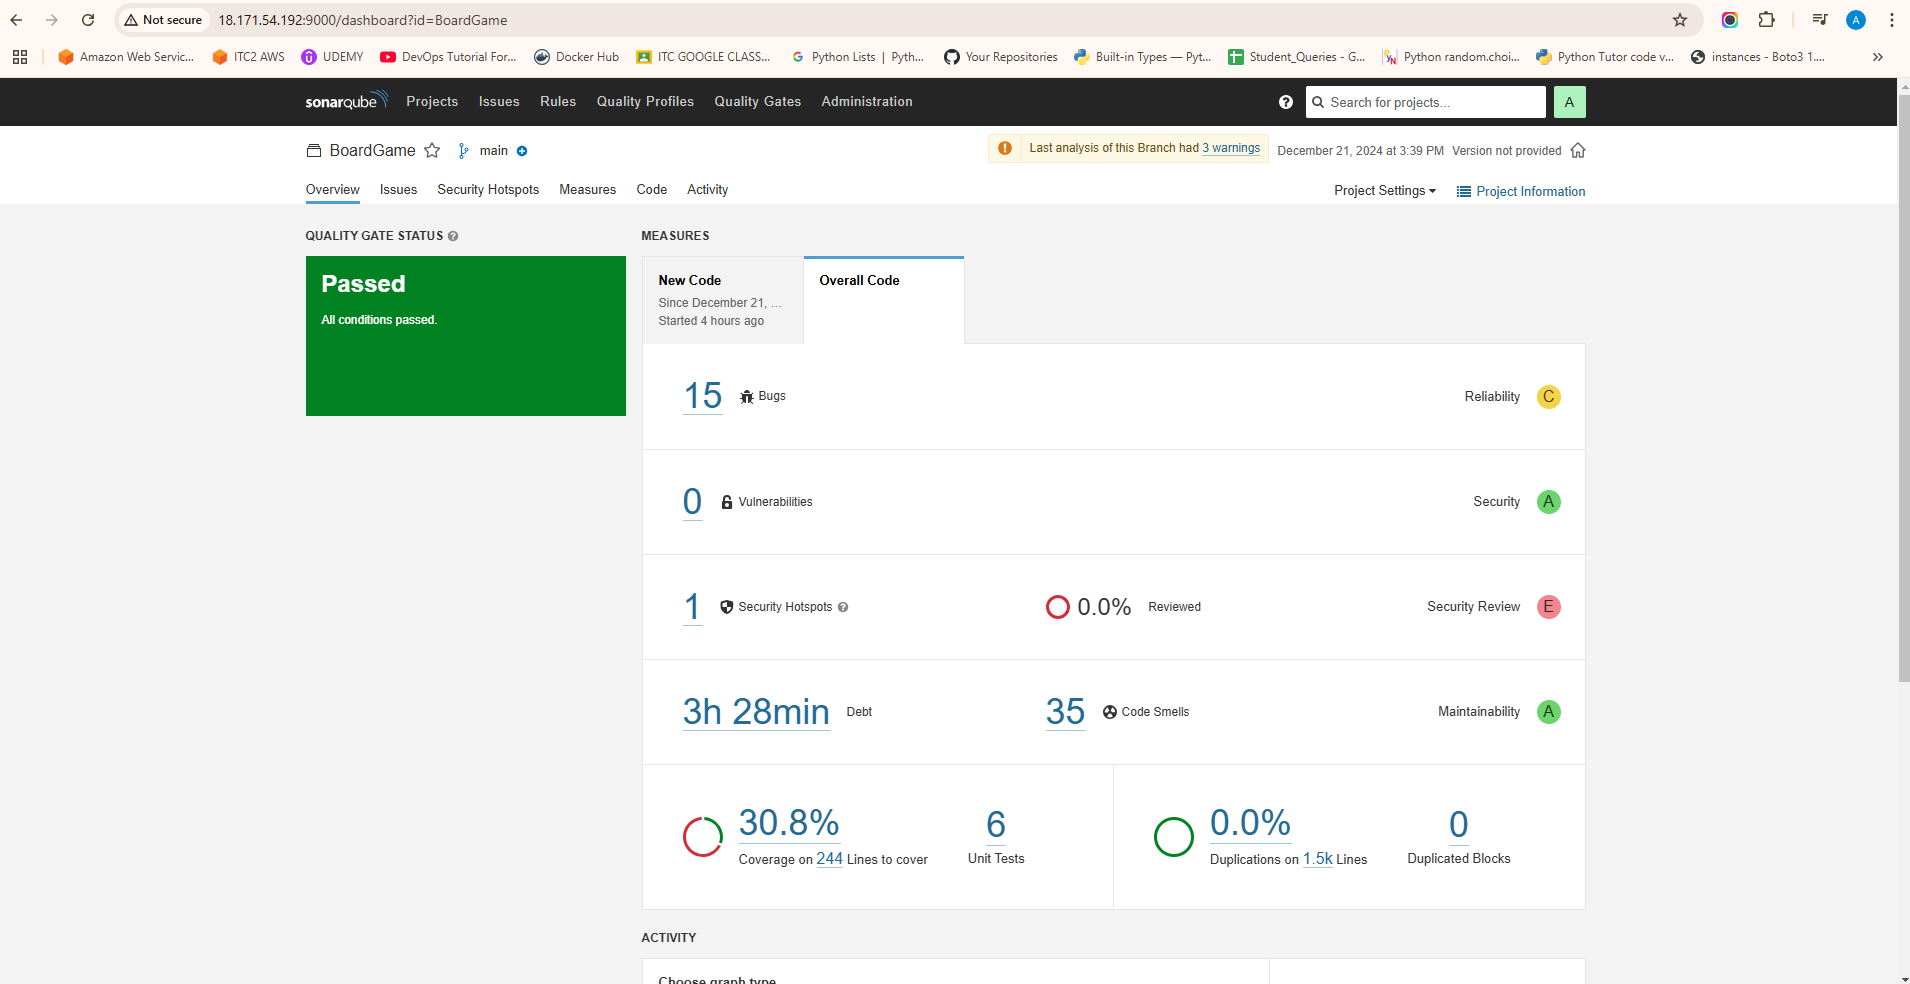 Not secure 18.171.54.192:9000/dashboard?id=BoardGame A
Amazon Web Servic... ITC2 AWS UDEMY DevOps Tutorial For... Docker Hub ITC GOOGLE CLASS... Python Lists | Pyth... Your Repositories Built-in Types — Pyt... Student_Queries - G... Python random.choi... Python Tutor code v... instances - Boto3 1.... »
sonarqube Projects Issues Rules Quality Profiles Quality Gates Administration ? Search for projects... A
BoardGame main Last analysis of this Branch had 3 warnings December 21, 2024 at 3:39 PM Version not provided
Overview Issues Security Hotspots Measures Code Activity Project Settings Project Information
QUALITY GATE STATUS ? MEASURES
Passed
All conditions passed.
New Code
Since December 21, ...
Started 4 hours ago
Overall Code
15 Bugs Reliability C
0 Vulnerabilities Security A
1 Security Hotspots ? 0.0% Reviewed Security Review E
3h 28min Debt 35 Code Smells Maintainability A
30.8% 6
Coverage on 244 Lines to cover Unit Tests
0.0% 0
Duplications on 1.5k Lines Duplicated Blocks
ACTIVITY
Choose graph type